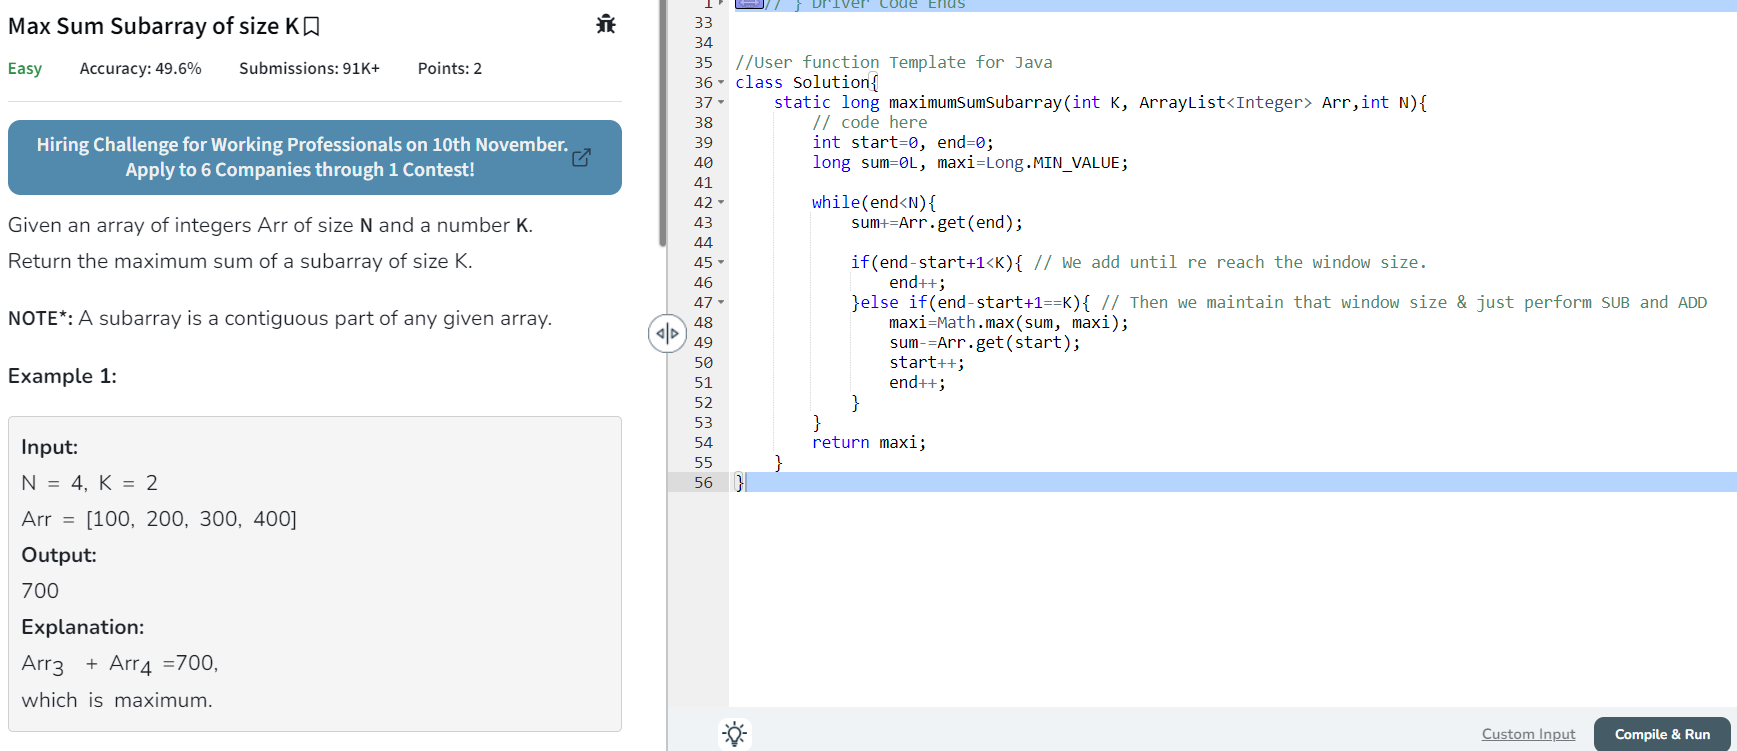 Max Sum Subarray of size K
Easy Accuracy: 49.6% Submissions: 91K+ Points: 2
Hiring Challenge for Working Professionals on 10th November.
Apply to 6 Companies through 1 Contest!
Given an array of integers Arr of size N and a number K.
Return the maximum sum of a subarray of size K.
NOTE*: A subarray is a contiguous part of any given array.
Example 1:
Input:
N = 4, K = 2
Arr = [100, 200, 300, 400]
Output:
700
Explanation:
Arr3 + Arr4 =700,
which is maximum.
1 // } Driver Code Ends
33
34
35 //User function Template for Java
36 class Solution{
37 static long maximumSumSubarray(int K, ArrayList<Integer> Arr,int N){
38 // code here
39 int start=0, end=0;
40 long sum=0L, maxi=Long.MIN_VALUE;
41
42 while(end<N){
43 sum+=Arr.get(end);
44
45 if(end-start+1<K){ // We add until re reach the window size.
46 end++;
47 }else if(end-start+1==K){ // Then we maintain that window size & just perform SUB and ADD
48 maxi=Math.max(sum, maxi);
49 sum-=Arr.get(start);
50 start++;
51 end++;
52 }
53 }
54 return maxi;
55 }
56 }
Custom Input Compile & Run